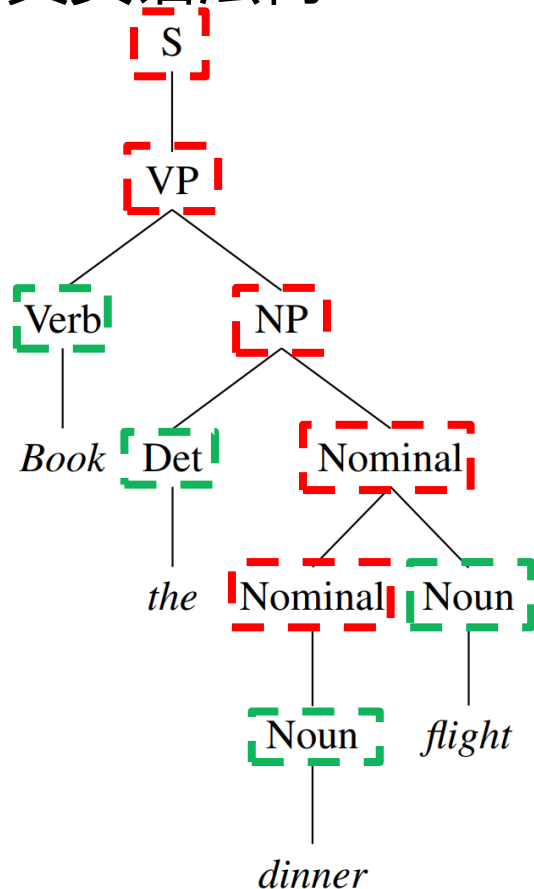 S
VP
Verb NP
Book Det Nominal
the Nominal Noun
Noun flight
dinner